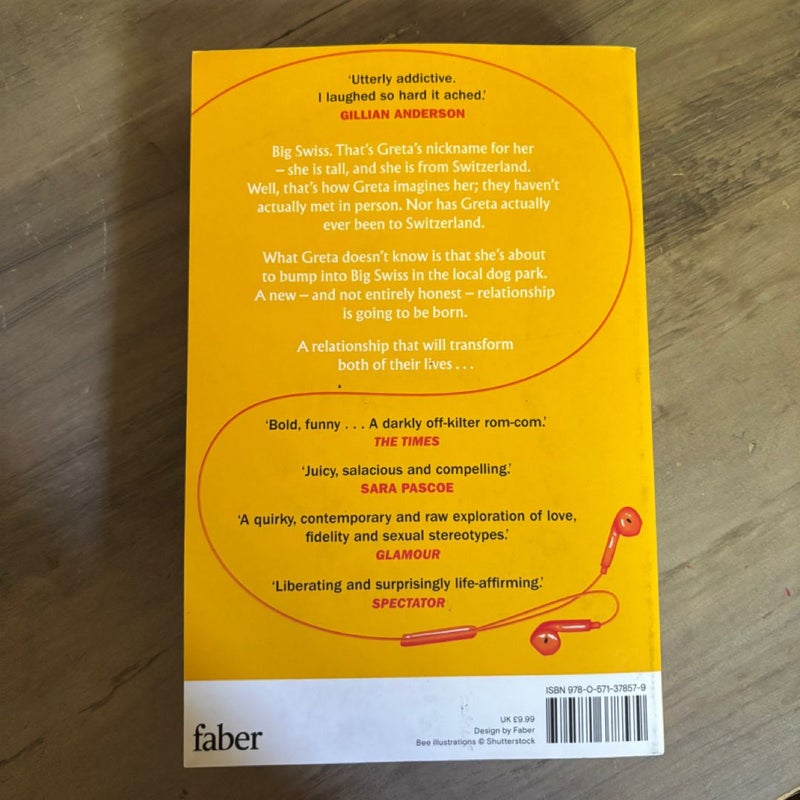 ‘Utterly addictive.
I laughed so hard it ached.’
GILLIAN ANDERSON
Big Swiss. That’s Greta’s nickname for her
– she is tall, and she is from Switzerland.
Well, that’s how Greta imagines her; they haven’t
actually met in person. Nor has Greta actually
ever been to Switzerland.
What Greta doesn’t know is that she’s about
to bump into Big Swiss in the local dog park.
A new – and not entirely honest – relationship
is going to be born.
A relationship that will transform
both of their lives . . .
‘Bold, funny . . . A darkly off-kilter rom-com.’
THE TIMES
‘Juicy, salacious and compelling.’
SARA PASCOE
‘A quirky, contemporary and raw exploration of love,
fidelity and sexual stereotypes.’
GLAMOUR
‘Liberating and surprisingly life-affirming.’
SPECTATOR
ISBN 978-0-571-37857-9
UK £9.99
Design by Faber
Bee illustrations © Shutterstock
faber